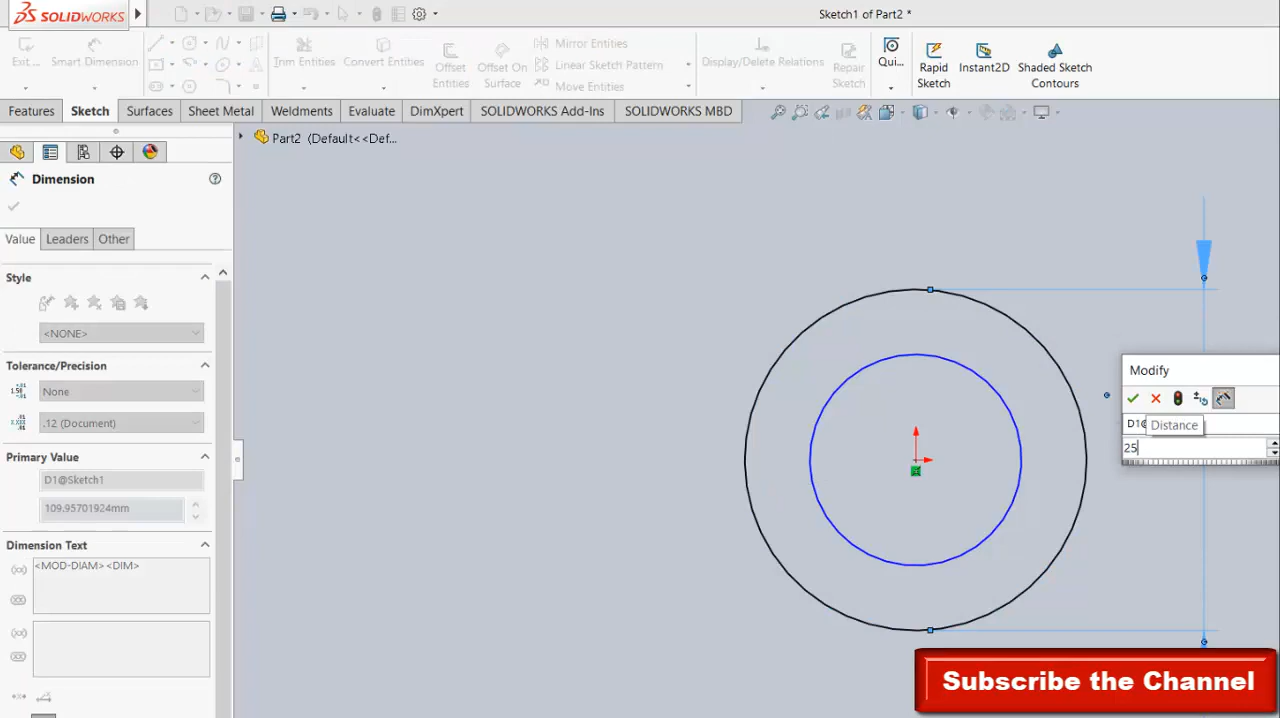 SOLIDWORKS
Sketch1 of Part2 *
Exit...
Smart Dimension
Trim Entities
Convert Entities
Offset Entities
Offset On Surface
Mirror Entities
Linear Sketch Pattern
Move Entities
Display/Delete Relations
Repair Sketch
Qui...
Rapid Sketch
Instant2D
Shaded Sketch Contours
Features
Sketch
Surfaces
Sheet Metal
Weldments
Evaluate
DimXpert
SOLIDWORKS Add-Ins
SOLIDWORKS MBD
Part2 (Default<<Def...
Dimension
Value
Leaders
Other
Style
<NONE>
Tolerance/Precision
None
.12 (Document)
Primary Value
D1@Sketch1
109.95701924mm
Dimension Text
<MOD-DIAM><DIM>
Modify
D1@
Distance
25
Subscribe the Channel